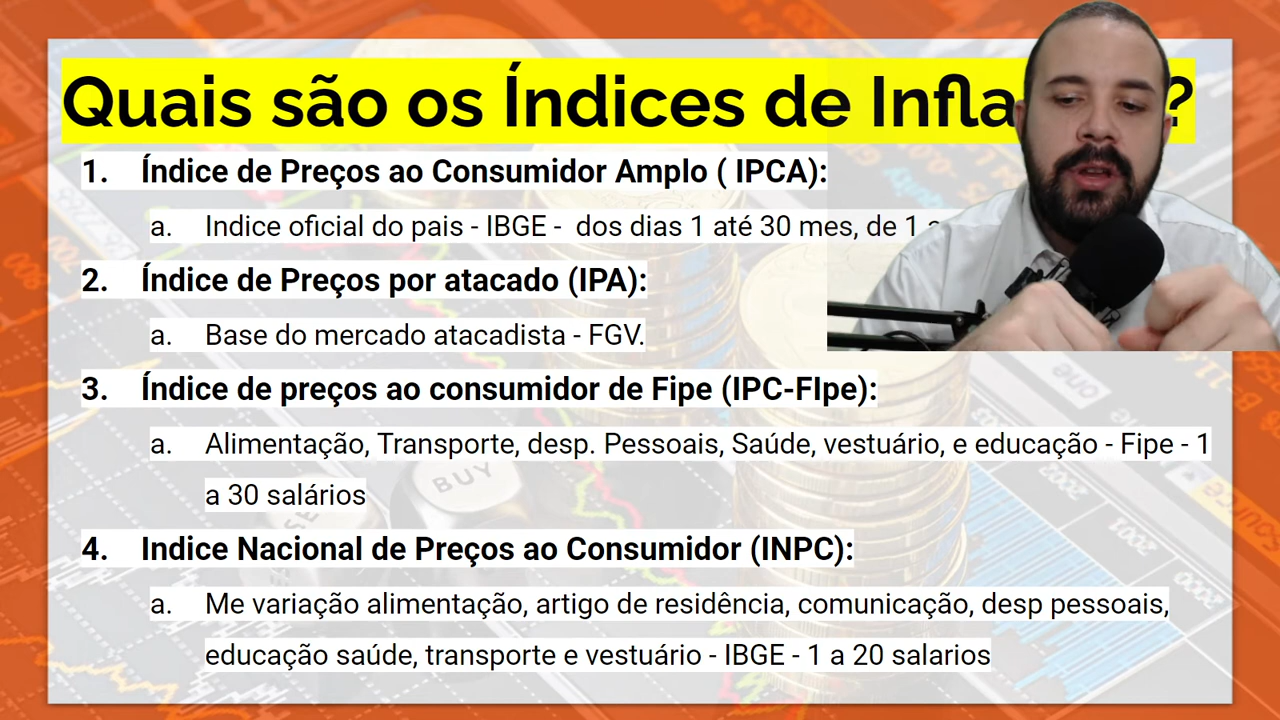 Quais são os Índices de ?
1. Índice de Preços ao Consumidor Amplo ( IPCA):
a. Indice oficial do pais - IBGE - dos dias 1 até 30 mes, de 1
2. Índice de Preços por atacado (IPA):
a. Base do mercado atacadista - FGV.
3. Índice de preços ao consumidor de Fipe (IPC-FIpe):
a. Alimentação, Transporte, desp. Pessoais, Saúde, vestuário, e educação - Fipe - 1
a 30 salários
4. Indice Nacional de Preços ao Consumidor (INPC):
a. Me variação alimentação, artigo de residência, comunicação, desp pessoais,
educação saúde, transporte e vestuário - IBGE - 1 a 20 salarios
BUY